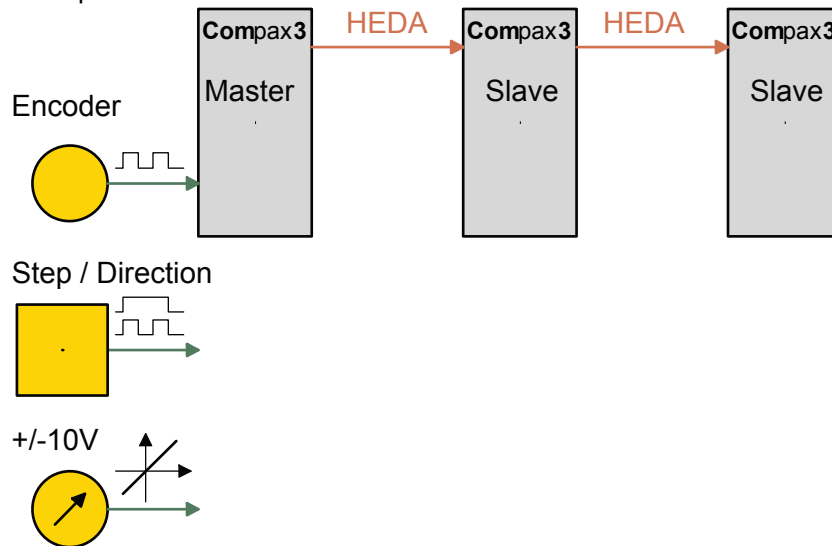 Compax3 HEDA Compax3 HEDA Compax3
Master Slave Slave
Encoder
Step / Direction
+/-10V